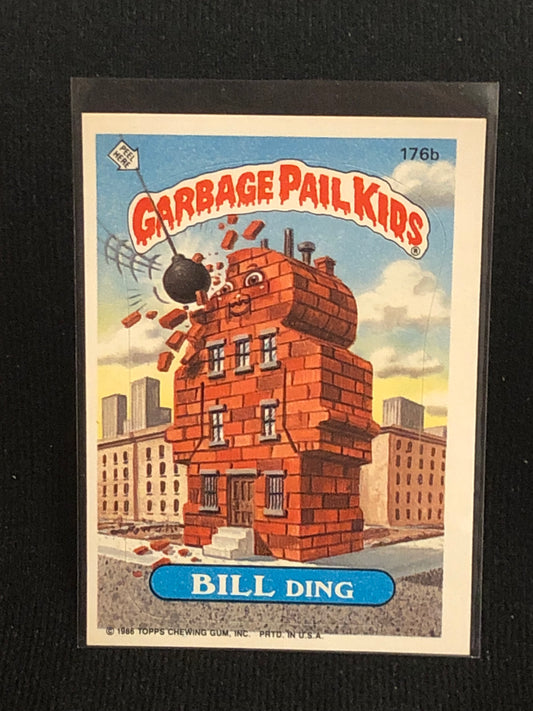 PEEL
HERE
176b
GARBAGE PAIL KIDS®
BILL DING
© 1986 TOPPS CHEWING GUM, INC. PRTD. IN U.S.A.